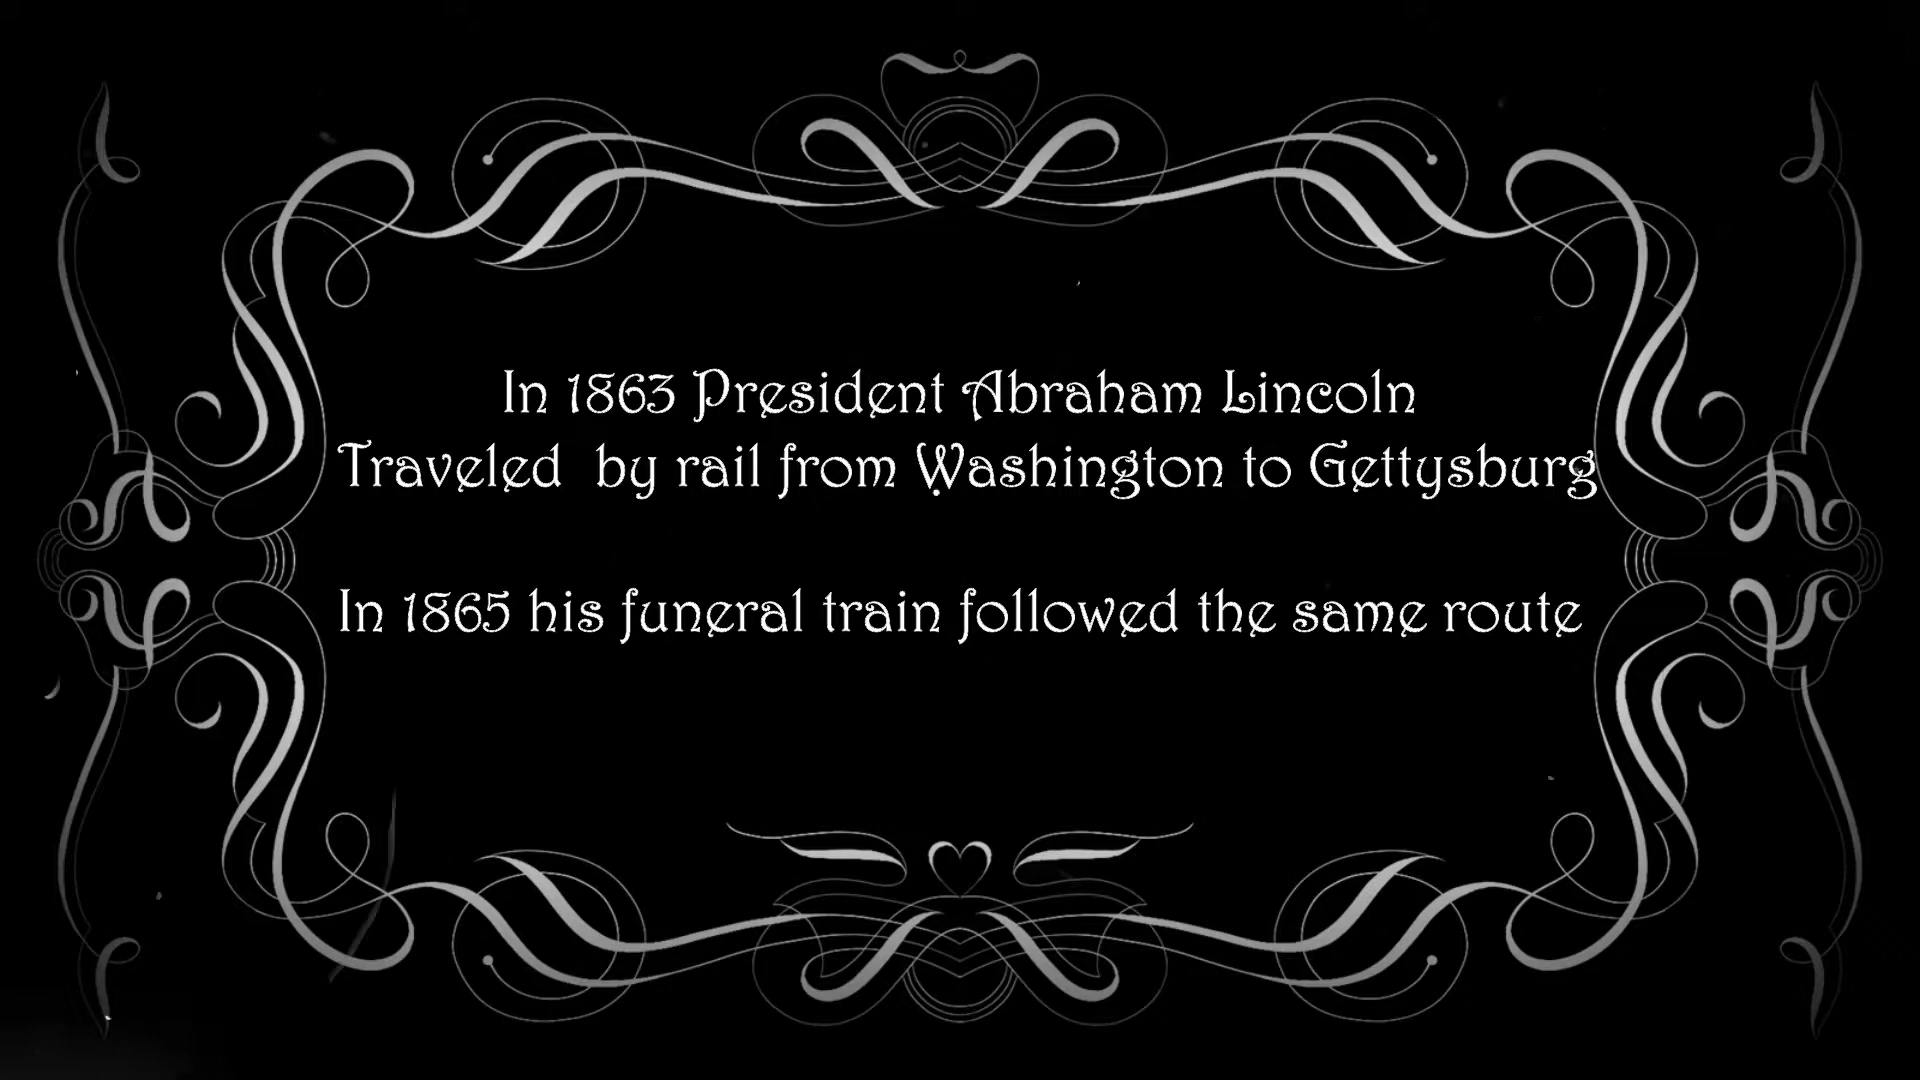 In 1863 President Abraham Lincoln
Traveled by rail from Washington to Gettysburg
In 1865 his funeral train followed the same route